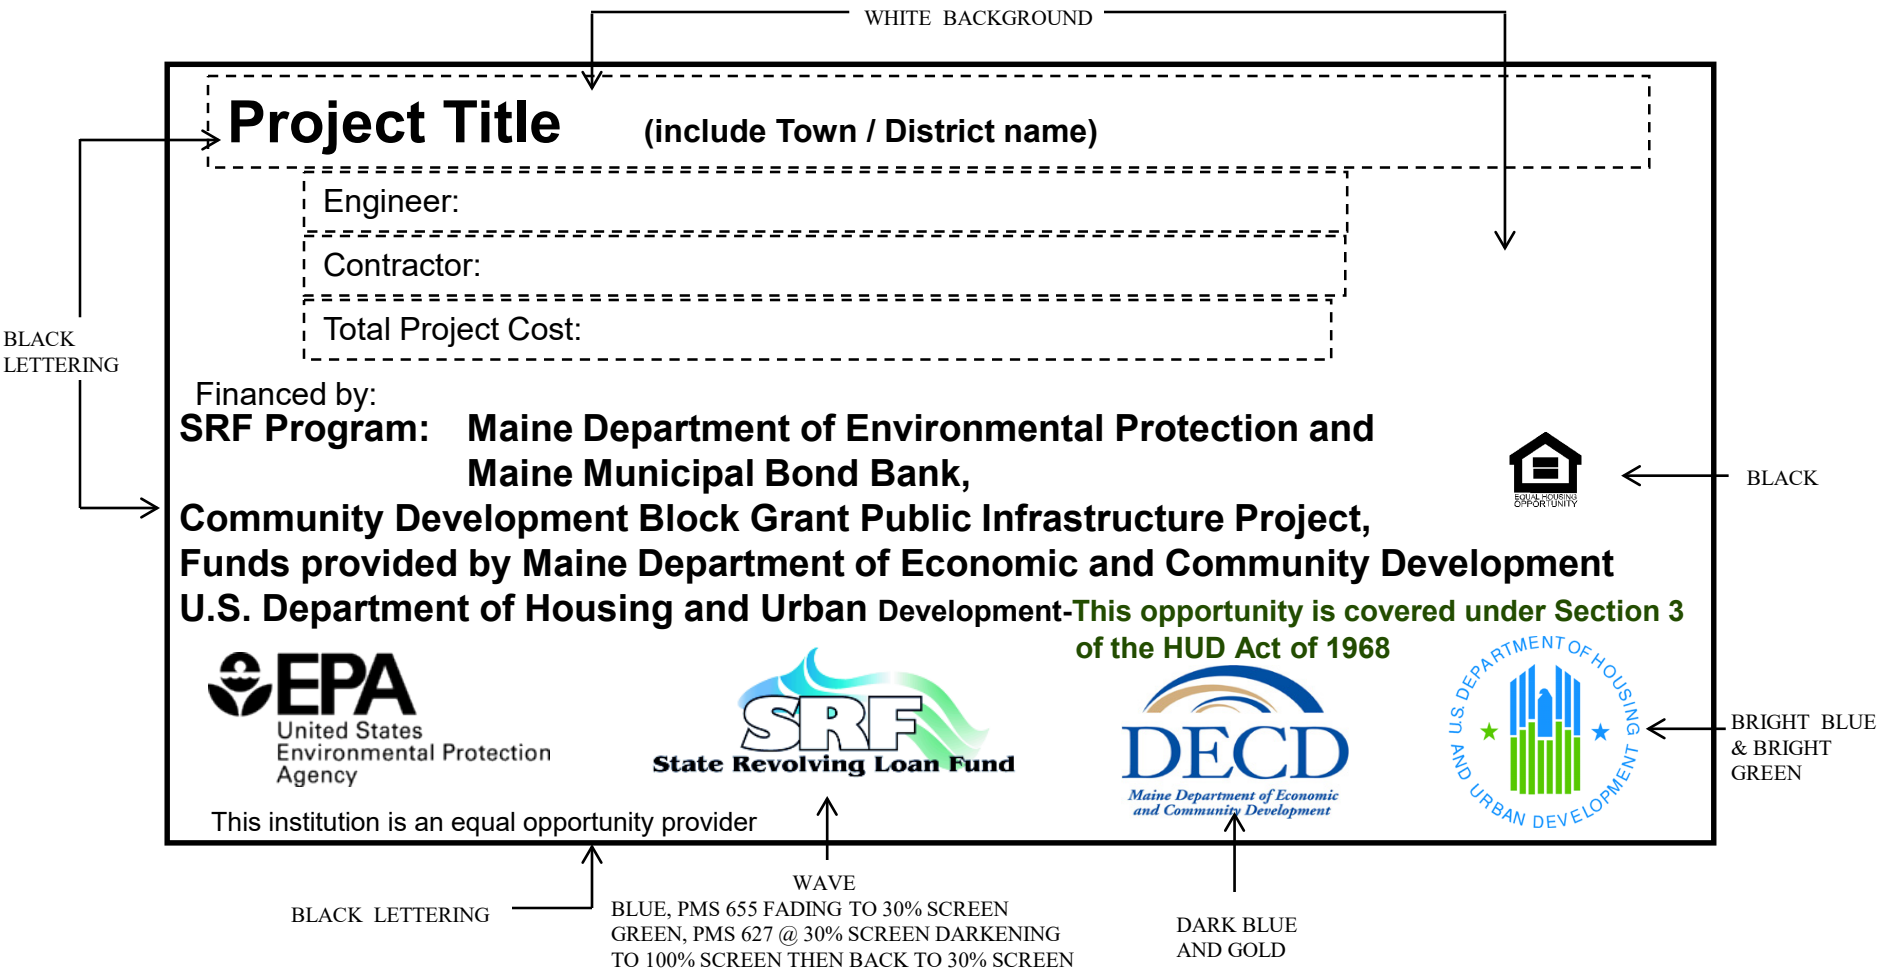 WHITE BACKGROUND
Project Title (include Town / District name)
Engineer:
Contractor:
Total Project Cost:
BLACK
LETTERING
Financed by:
SRF Program: Maine Department of Environmental Protection and
Maine Municipal Bond Bank,
Community Development Block Grant Public Infrastructure Project,
Funds provided by Maine Department of Economic and Community Development
U.S. Department of Housing and Urban Development-This opportunity is covered under Section 3
of the HUD Act of 1968
EQUAL HOUSING
OPPORTUNITY
BLACK
EPA
United States
Environmental Protection
Agency
SRF
State Revolving Loan Fund
DECD
Maine Department of Economic
and Community Development
U.S. DEPARTMENT OF HOUSING
AND URBAN DEVELOPMENT
BRIGHT BLUE
& BRIGHT
GREEN
This institution is an equal opportunity provider
BLACK LETTERING
WAVE
BLUE, PMS 655 FADING TO 30% SCREEN
GREEN, PMS 627 @ 30% SCREEN DARKENING
TO 100% SCREEN THEN BACK TO 30% SCREEN
DARK BLUE
AND GOLD